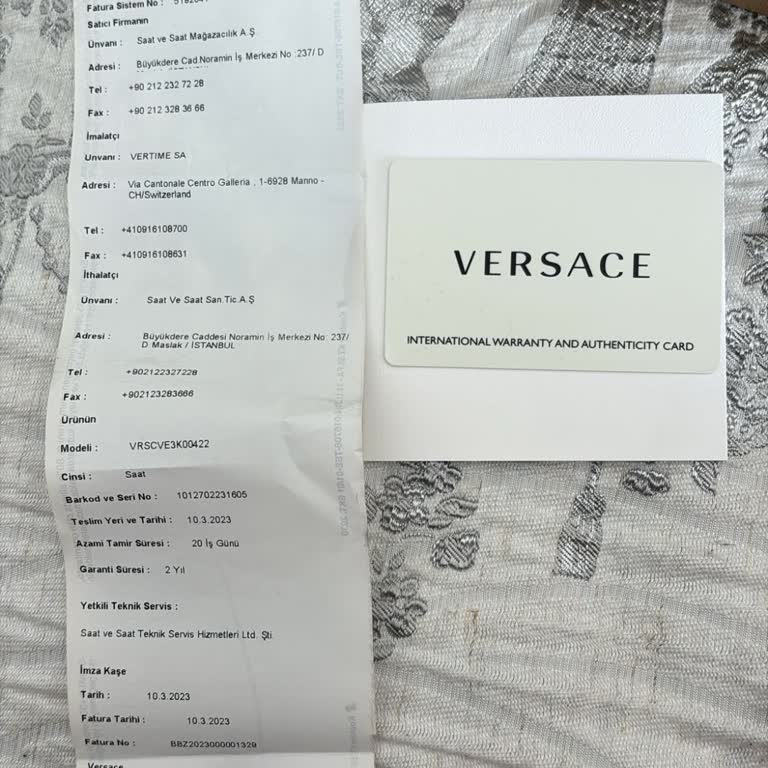 Fatura Sistem No :
Satici Firmanın
Ünvanı : Saat ve Saat Mağazacılık A.Ş
Adresi : Büyükdere Cad.Noramin İş Merkezi No :237/ D
Tel : +90 212 232 72 28
Fax : +90 212 328 36 66
İmalatçı
Unvanı : VERTIME SA
Adresi : Via Cantonale Centro Galleria , 1-6928 Manno -
CH/Switzerland
Tel : +410916108700
Fax : +410916108631
İthalatçı
Ünvanı : Saat Ve Saat San.Tic.A.Ş
Adresi : Büyükdere Caddesi Noramin İş Merkezi No :237/
D Maslak / İSTANBUL
Tel : +902122327228
Fax : +902123283666
Ürünün
Modeli : VRSCVE3K00422
Cinsi : Saat
Barkod ve Seri No : 1012702231605
Teslim Yeri ve Tarihi : 10.3.2023
Azami Tamir Süresi : 20 İş Günü
Garanti Süresi : 2 Yıl
Yetkili Teknik Servis :
Saat ve Saat Teknik Servis Hizmetleri Ltd. Şti.
İmza Kaşe
Tarih : 10.3.2023
Fatura Tarihi : 10.3.2023
Fatura No : BBZ2023000001329
Versace
VERSACE
INTERNATIONAL WARRANTY AND AUTHENTICITY CARD